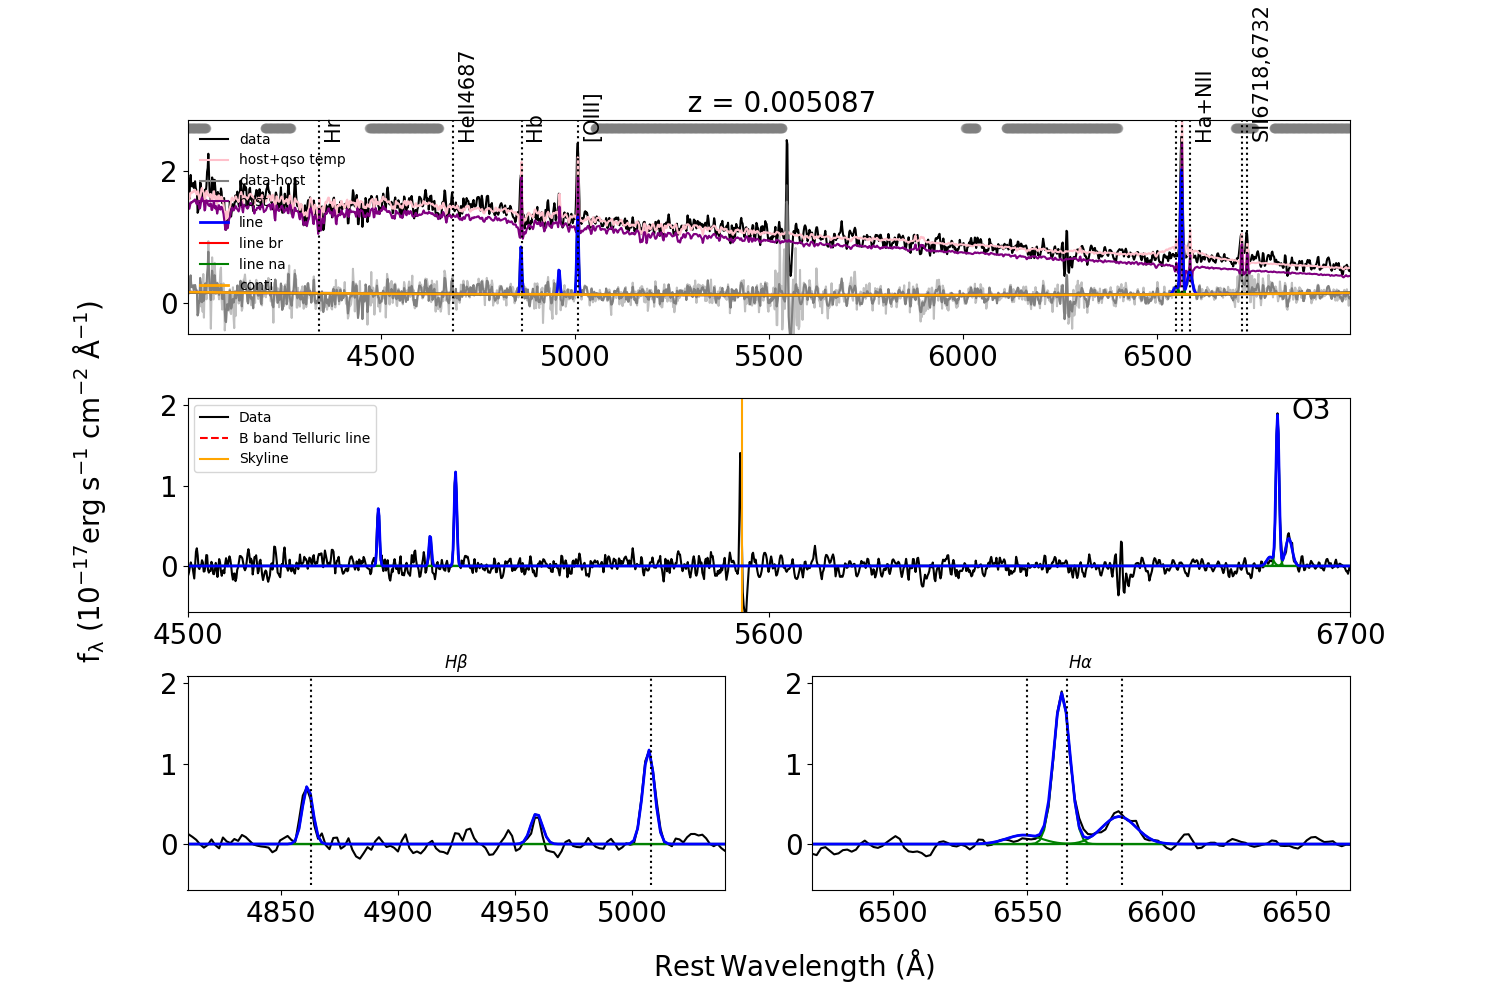 z = 0.005087
Hr
HeII4687
Hb
[OIII]
Ha+NII
SII6718,6732
data
host+qso temp
data-host
host
line
line br
line na
conti
2
0
4500
5000
5500
6000
6500
O3
Data
B band Telluric line
Skyline
2
1
0
4500
5600
6700
fλ (10⁻¹⁷erg s⁻¹ cm⁻² Å⁻¹)
Hβ
2
1
0
4850
4900
4950
5000
Hα
2
1
0
6500
6550
6600
6650
Rest Wavelength (Å)